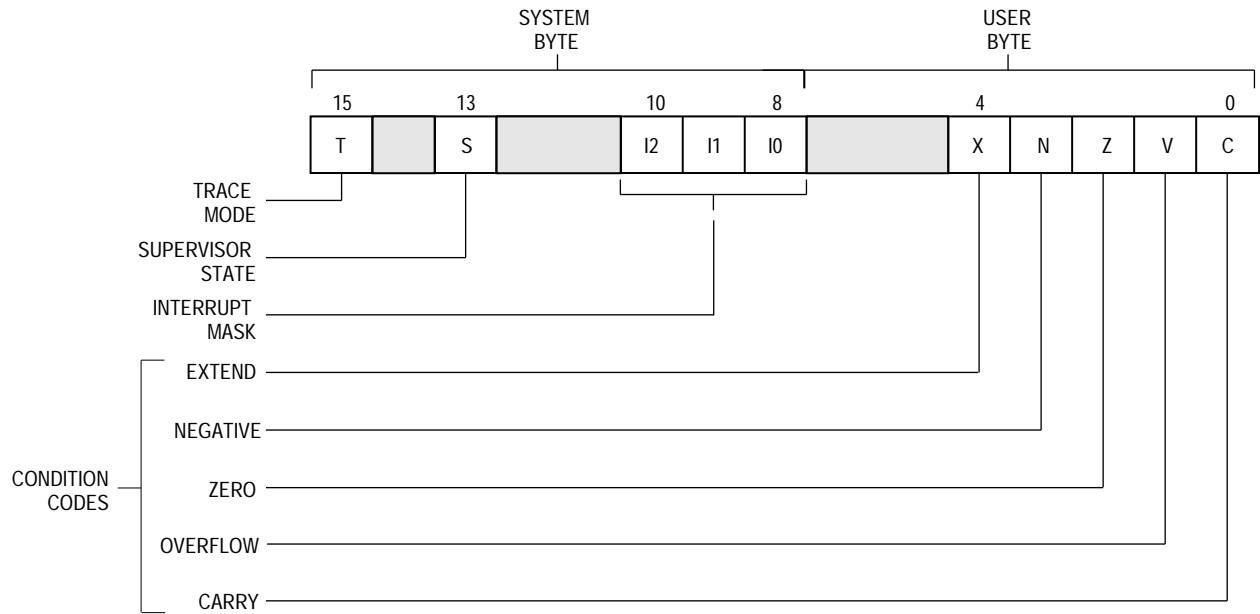 SYSTEM
BYTE
USER
BYTE
15 13 10 8 4 0
T S I2 I1 I0 X N Z V C
TRACE
MODE
SUPERVISOR
STATE
INTERRUPT
MASK
EXTEND
NEGATIVE
CONDITION
CODES
ZERO
OVERFLOW
CARRY